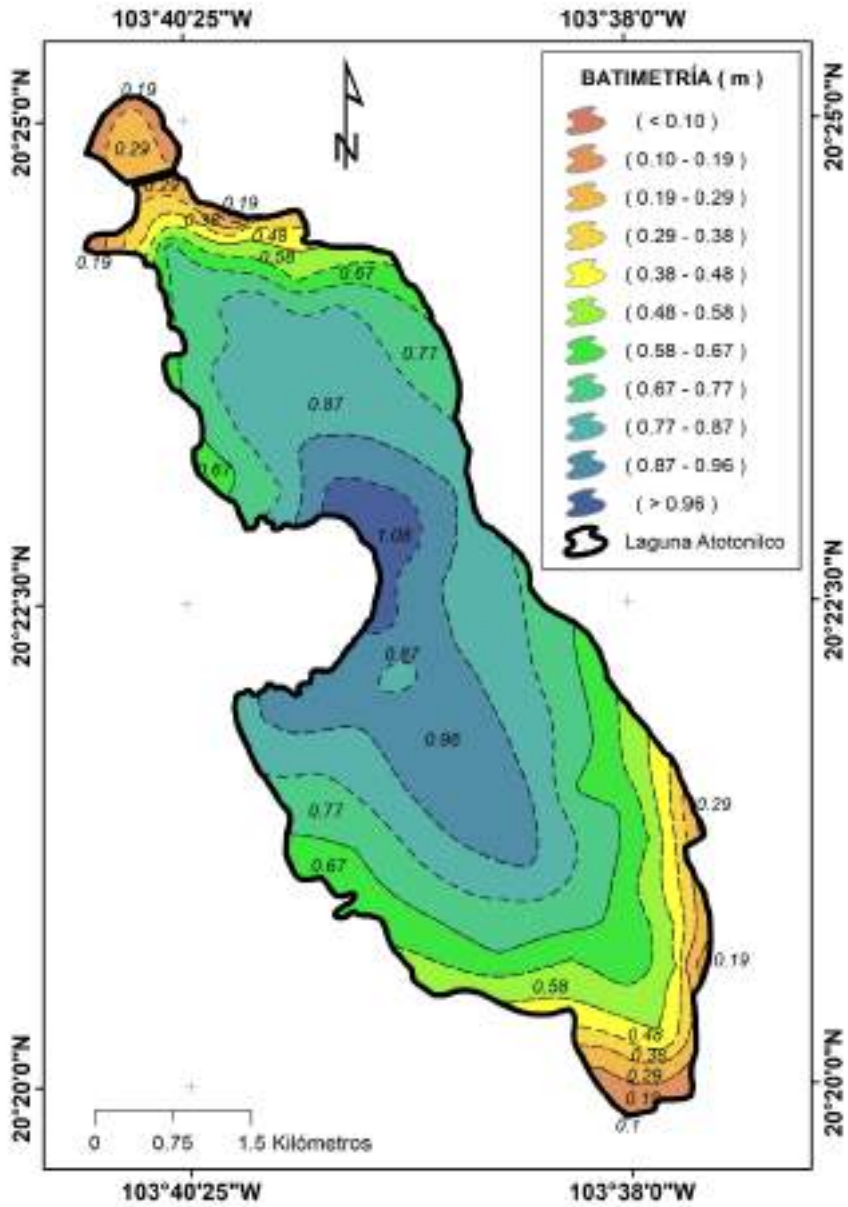 103°40'25"W 103°38'0"W
20°25'0"N
20°25'0"N
BATIMETRÍA ( m )
( < 0.10 )
( 0.10 - 0.19 )
( 0.19 - 0.29 )
( 0.29 - 0.38 )
( 0.38 - 0.48 )
( 0.48 - 0.58 )
( 0.58 - 0.67 )
( 0.67 - 0.77 )
( 0.77 - 0.87 )
( 0.87 - 0.96 )
( > 0.96 )
Laguna Atotonilco
N
0.19
0.29
0.29
0.19
0.38
0.48
0.19
0.58
0.67
0.77
0.87
0.67
1.06
20°22'30"N
20°22'30"N
0.87
0.96
0.29
0.77
0.67
0.19
0.58
0.48
0.38
0.29
0.19
0.1
20°20'0"N
20°20'0"N
0 0.75 1.5 Kilómetros
103°40'25"W 103°38'0"W